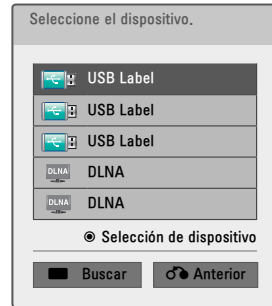 Seleccione el dispositivo.
USB Label
USB Label
USB Label
DLNA DLNA
DLNA DLNA
Selección de dispositivo
Buscar Anterior